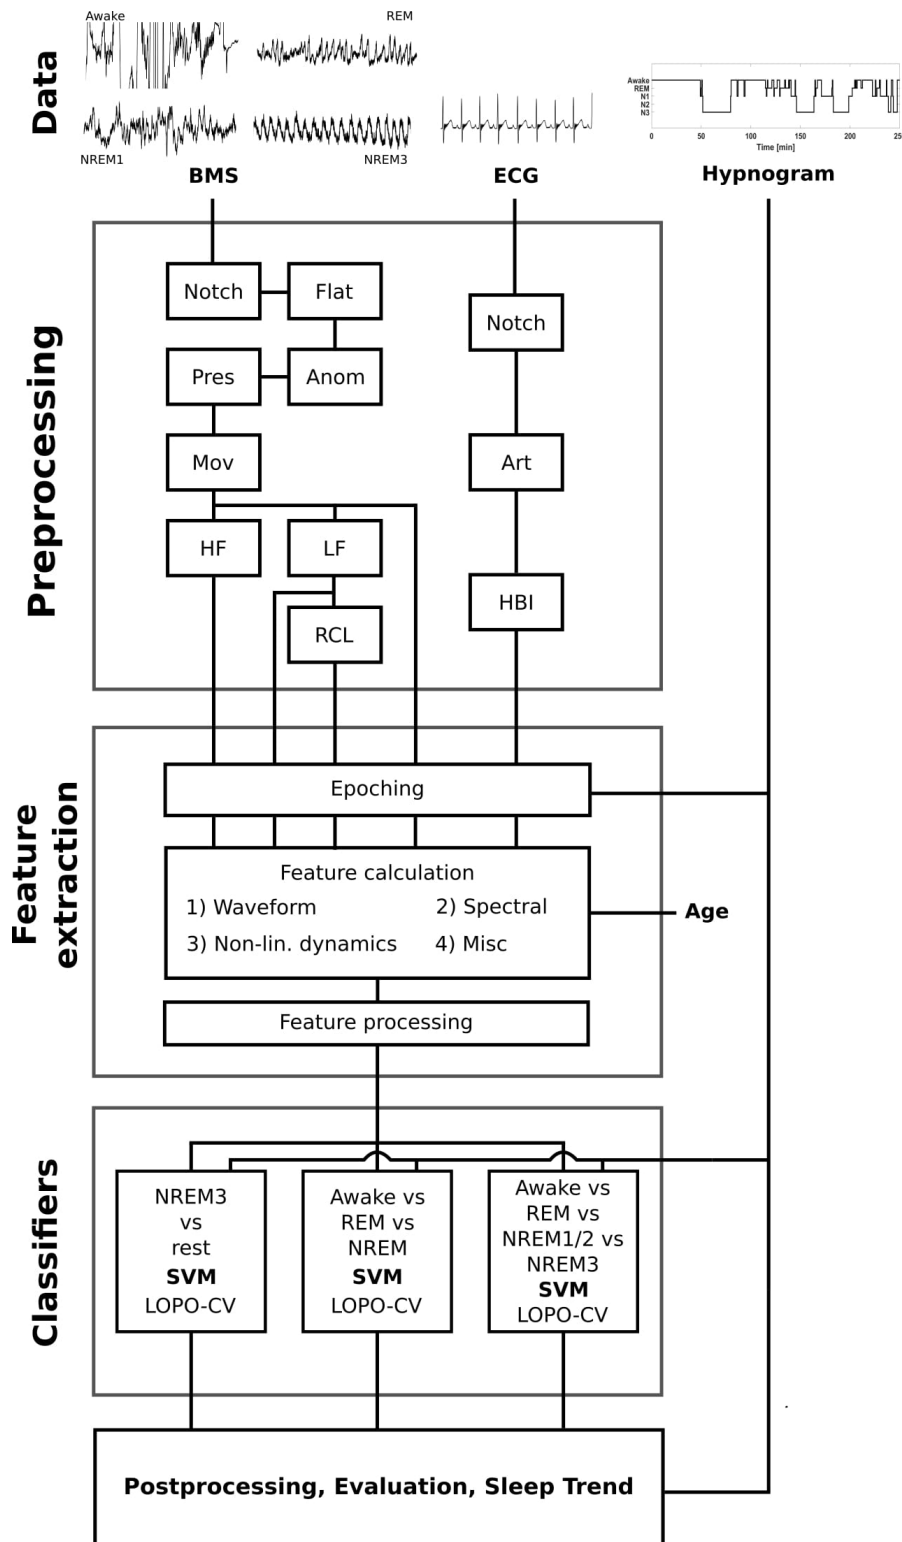 Data
Awake
REM
NREM1
NREM3
BMS
ECG
Awake
REM
N1
N2
N3
0
50
100
150
200
25
Time [min]
Hypnogram
Preprocessing
Notch
Flat
Pres
Anom
Mov
HF
LF
RCL
Notch
Art
HBI
Feature
extraction
Epoching
Feature calculation
1) Waveform
2) Spectral
3) Non-lin. dynamics
4) Misc
Age
Feature processing
Classifiers
NREM3
vs
rest
SVM
LOPO-CV
Awake vs
REM vs
NREM
SVM
LOPO-CV
Awake vs
REM vs
NREM1/2 vs
NREM3
SVM
LOPO-CV
Postprocessing, Evaluation, Sleep Trend